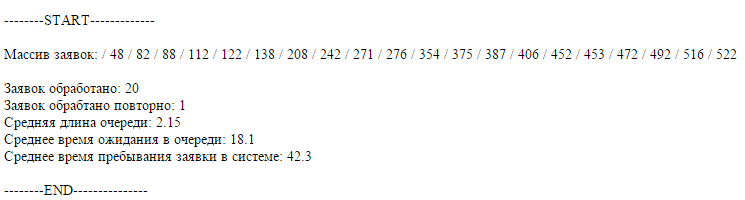 --------START-------------
Массив заявок: / 48 / 82 / 88 / 112 / 122 / 138 / 208 / 242 / 271 / 276 / 354 / 375 / 387 / 406 / 452 / 453 / 472 / 492 / 516 / 522
Заявок обработано: 20
Заявок обрабтано повторно: 1
Средняя длина очереди: 2.15
Среднее время ожидания в очереди: 18.1
Среднее время пребывания заявки в системе: 42.3
--------END---------------